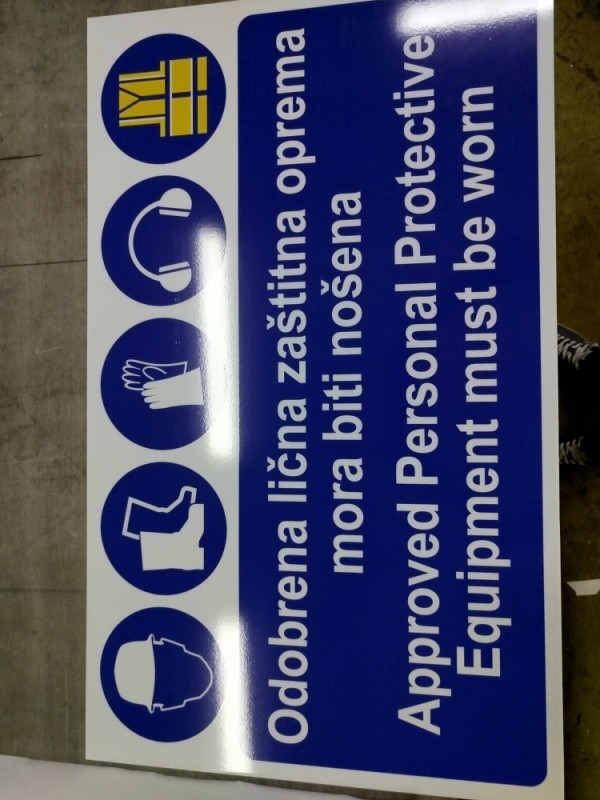 Odobrena lična zaštitna oprema
mora biti nošena
Approved Personal Protective
Equipment must be worn